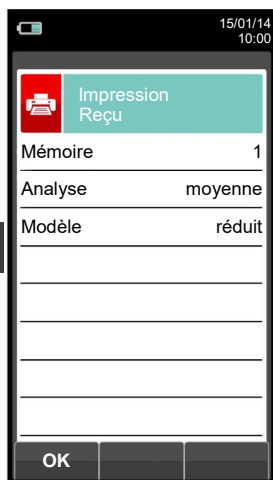 15/01/14
10:00
Impression
Reçu
Mémoire 1
Analyse moyenne
Modèle réduit
OK